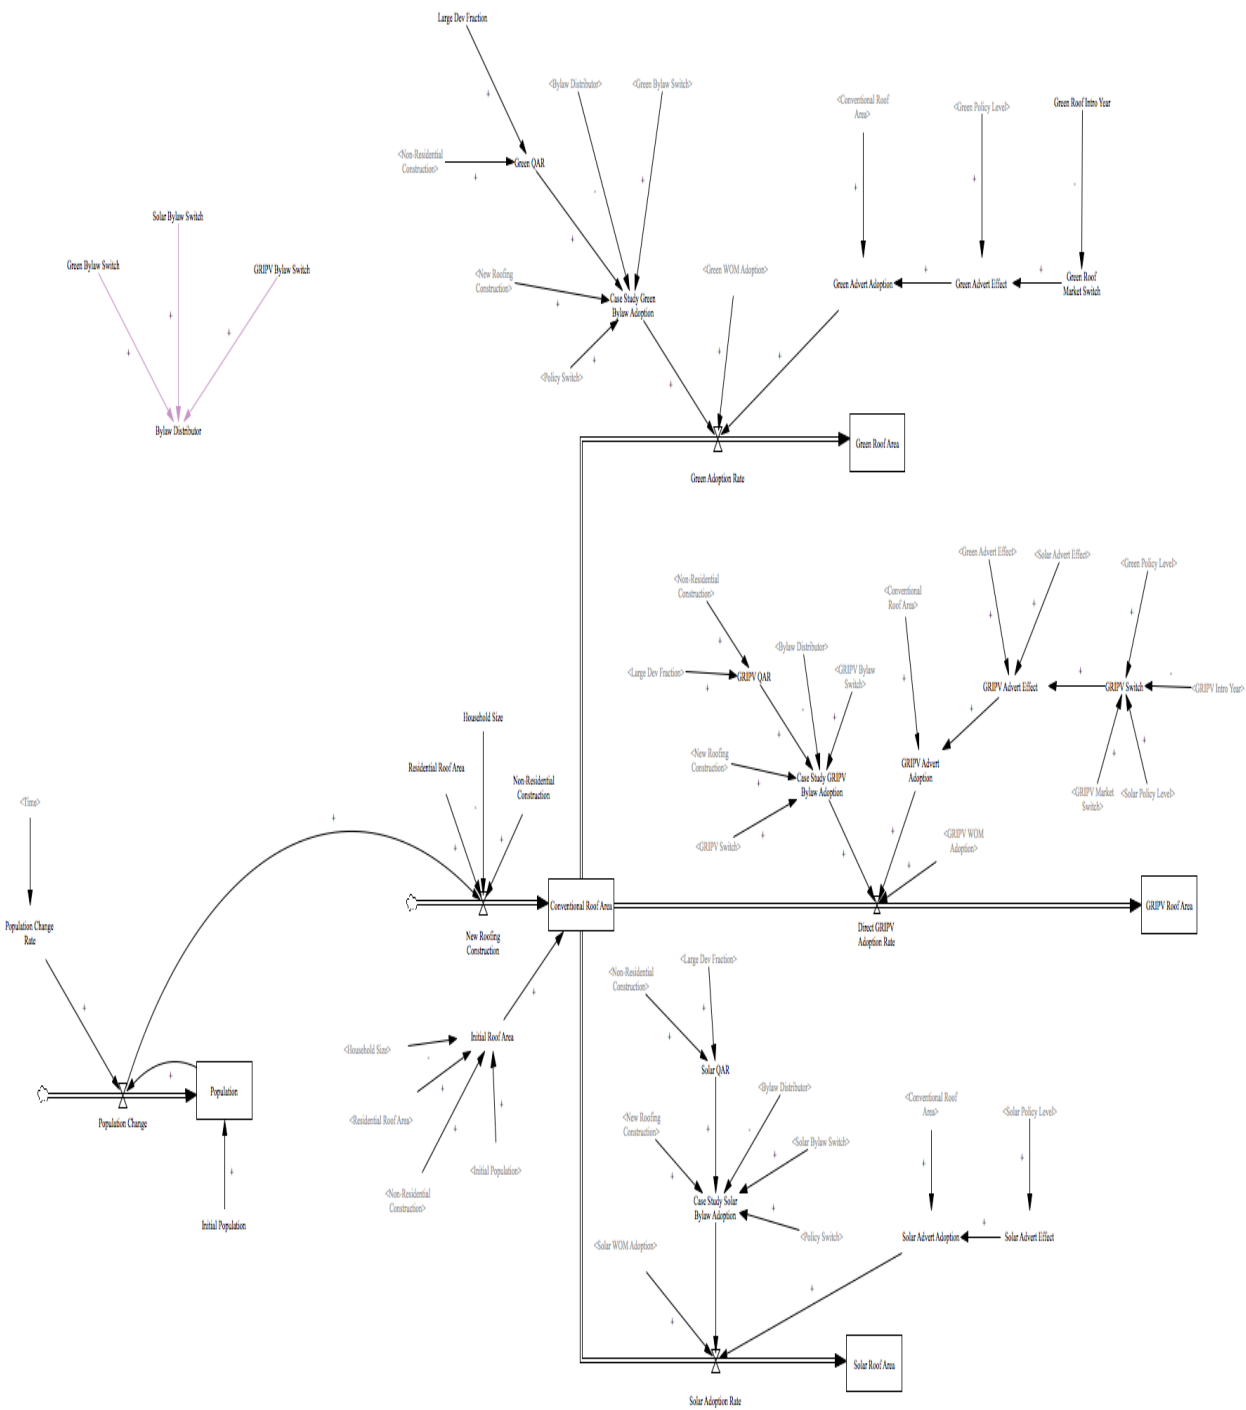 Large Dev Fraction
<Bylaw Distributor>
<Green Bylaw Switch>
<Conventional Roof
Area>
<Green Policy Level>
Green Roof Intro Year
<Non-Residential
Construction>
Green QAR
Solar Bylaw Switch
Green Bylaw Switch
GRIPV Bylaw Switch
<New Roofing
Construction>
Case Study Green
Bylaw Adoption
<Green WOM Adoption>
Green Advert Adoption
Green Advert Effect
Green Roof
Market Switch
<Policy Switch>
Bylaw Distributor
Green Roof Area
Green Adoption Rate
<Green Advert Effect>
<Solar Advert Effect>
<Green Policy Level>
<Non-Residential
Construction>
<Conventional
Roof Area>
<Bylaw Distributor>
<Large Dev Fraction>
GRIPV QAR
<GRIPV Bylaw
Switch>
GRIPV Advert Effect
GRIPV Switch
<GRIPV Intro Year>
Household Size
Residential Roof Area
Non-Residential
Construction
<New Roofing
Construction>
Case Study GRIPV
Bylaw Adoption
GRIPV Advert
Adoption
<GRIPV Market
Switch>
<Solar Policy Level>
<Time>
<GRIPV Switch>
<GRIPV WOM
Adoption>
Population Change
Rate
New Roofing
Construction
Conventional Roof Area
Direct GRIPV
Adoption Rate
GRIPV Roof Area
<Large Dev Fraction>
<Non-Residential
Construction>
Initial Roof Area
<Household Size>
Solar QAR
Population
Population Change
<Residential Roof Area>
<Initial Population>
<Non-Residential
Construction>
Initial Population
<Bylaw Distributor>
<New Roofing
Construction>
<Solar Bylaw Switch>
<Conventional Roof
Area>
<Solar Policy Level>
Case Study Solar
Bylaw Adoption
<Policy Switch>
<Solar WOM Adoption>
Solar Advert Adoption
Solar Advert Effect
Solar Roof Area
Solar Adoption Rate